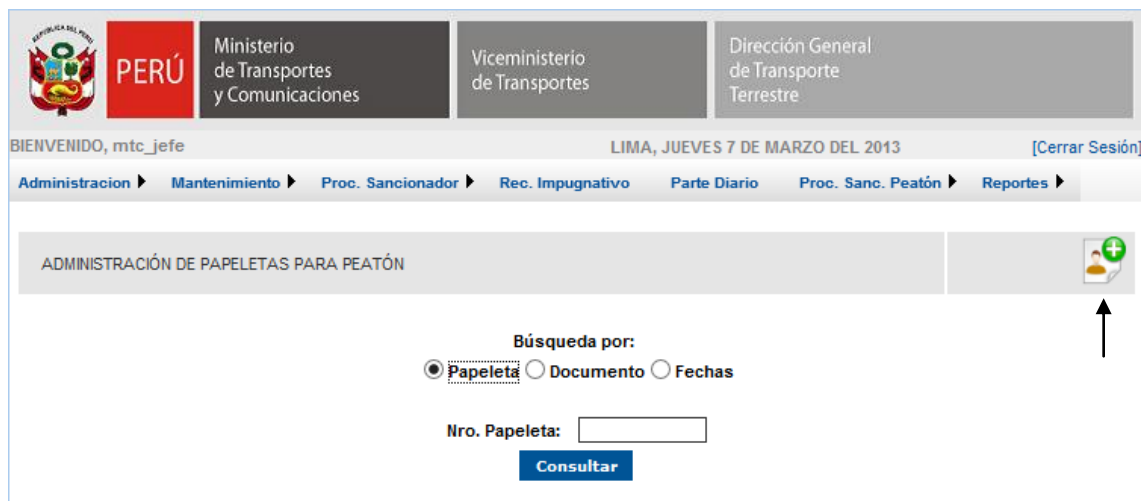 REPUBLICA DEL PERU
PERÚ
Ministerio
de Transportes
y Comunicaciones
Viceministerio
de Transportes
Dirección General
de Transporte
Terrestre
BIENVENIDO, mtc_jefe LIMA, JUEVES 7 DE MARZO DEL 2013 [Cerrar Sesión]
Administracion Mantenimiento Proc. Sancionador Rec. Impugnativo Parte Diario Proc. Sanc. Peatón Reportes
ADMINISTRACIÓN DE PAPELETAS PARA PEATÓN
Búsqueda por:
Papeleta Documento Fechas
Nro. Papeleta:
Consultar